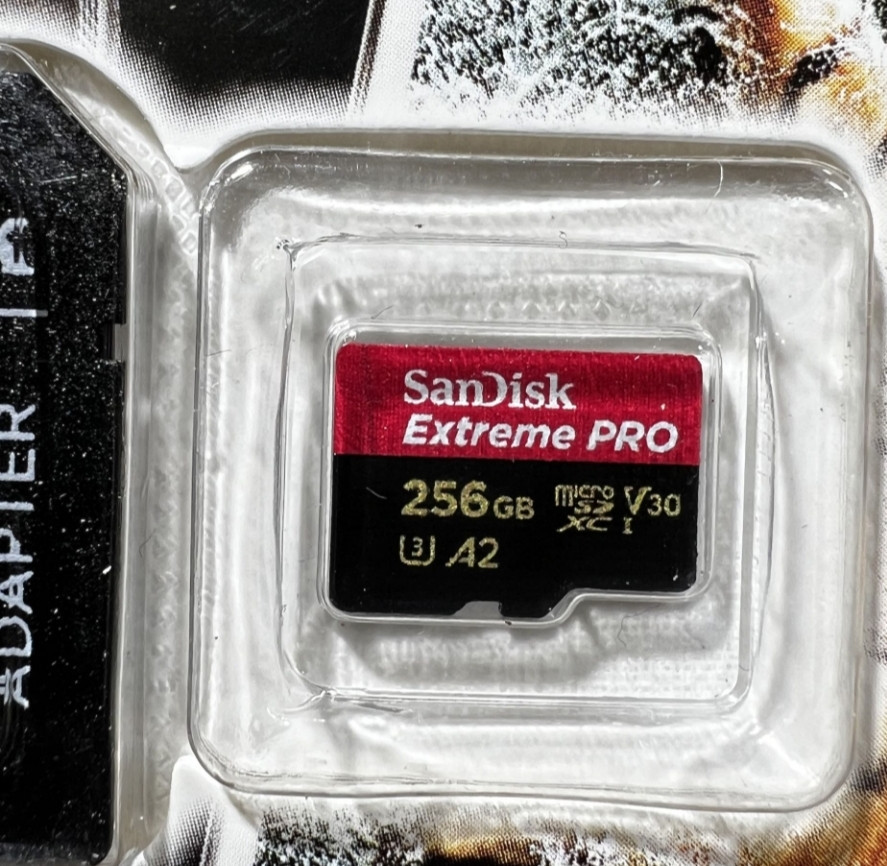 ADAPTER
SanDisk
Extreme PRO
256GB micro SD XC I V30
U3 A2